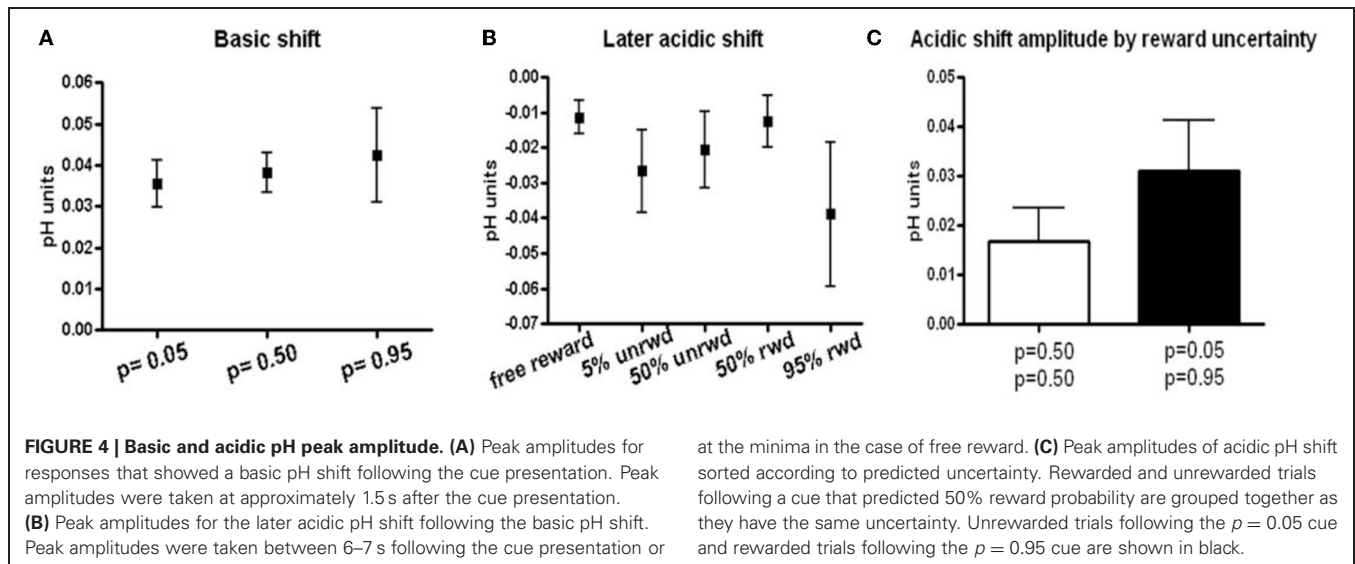 A
Basic shift
0.06
0.05
0.04
0.03
0.02
0.01
0.00
pH units
p= 0.05
p= 0.50
p= 0.95
B
Later acidic shift
0.00
-0.01
-0.02
-0.03
-0.04
-0.05
-0.06
-0.07
pH units
free reward
5% unrwd
50% unrwd
50% rwd
95% rwd
C
Acidic shift amplitude by reward uncertainty
0.05
0.04
0.03
0.02
0.01
0.00
pH units
p=0.50
p=0.50
p=0.05
p=0.95
FIGURE 4 | Basic and acidic pH peak amplitude. (A) Peak amplitudes for
responses that showed a basic pH shift following the cue presentation. Peak
amplitudes were taken at approximately 1.5 s after the cue presentation.
(B) Peak amplitudes for the later acidic pH shift following the basic pH shift.
Peak amplitudes were taken between 6–7 s following the cue presentation or
at the minima in the case of free reward. (C) Peak amplitudes of acidic pH shift
sorted according to predicted uncertainty. Rewarded and unrewarded trials
following a cue that predicted 50% reward probability are grouped together as
they have the same uncertainty. Unrewarded trials following the p = 0.05 cue
and rewarded trials following the p = 0.95 cue are shown in black.